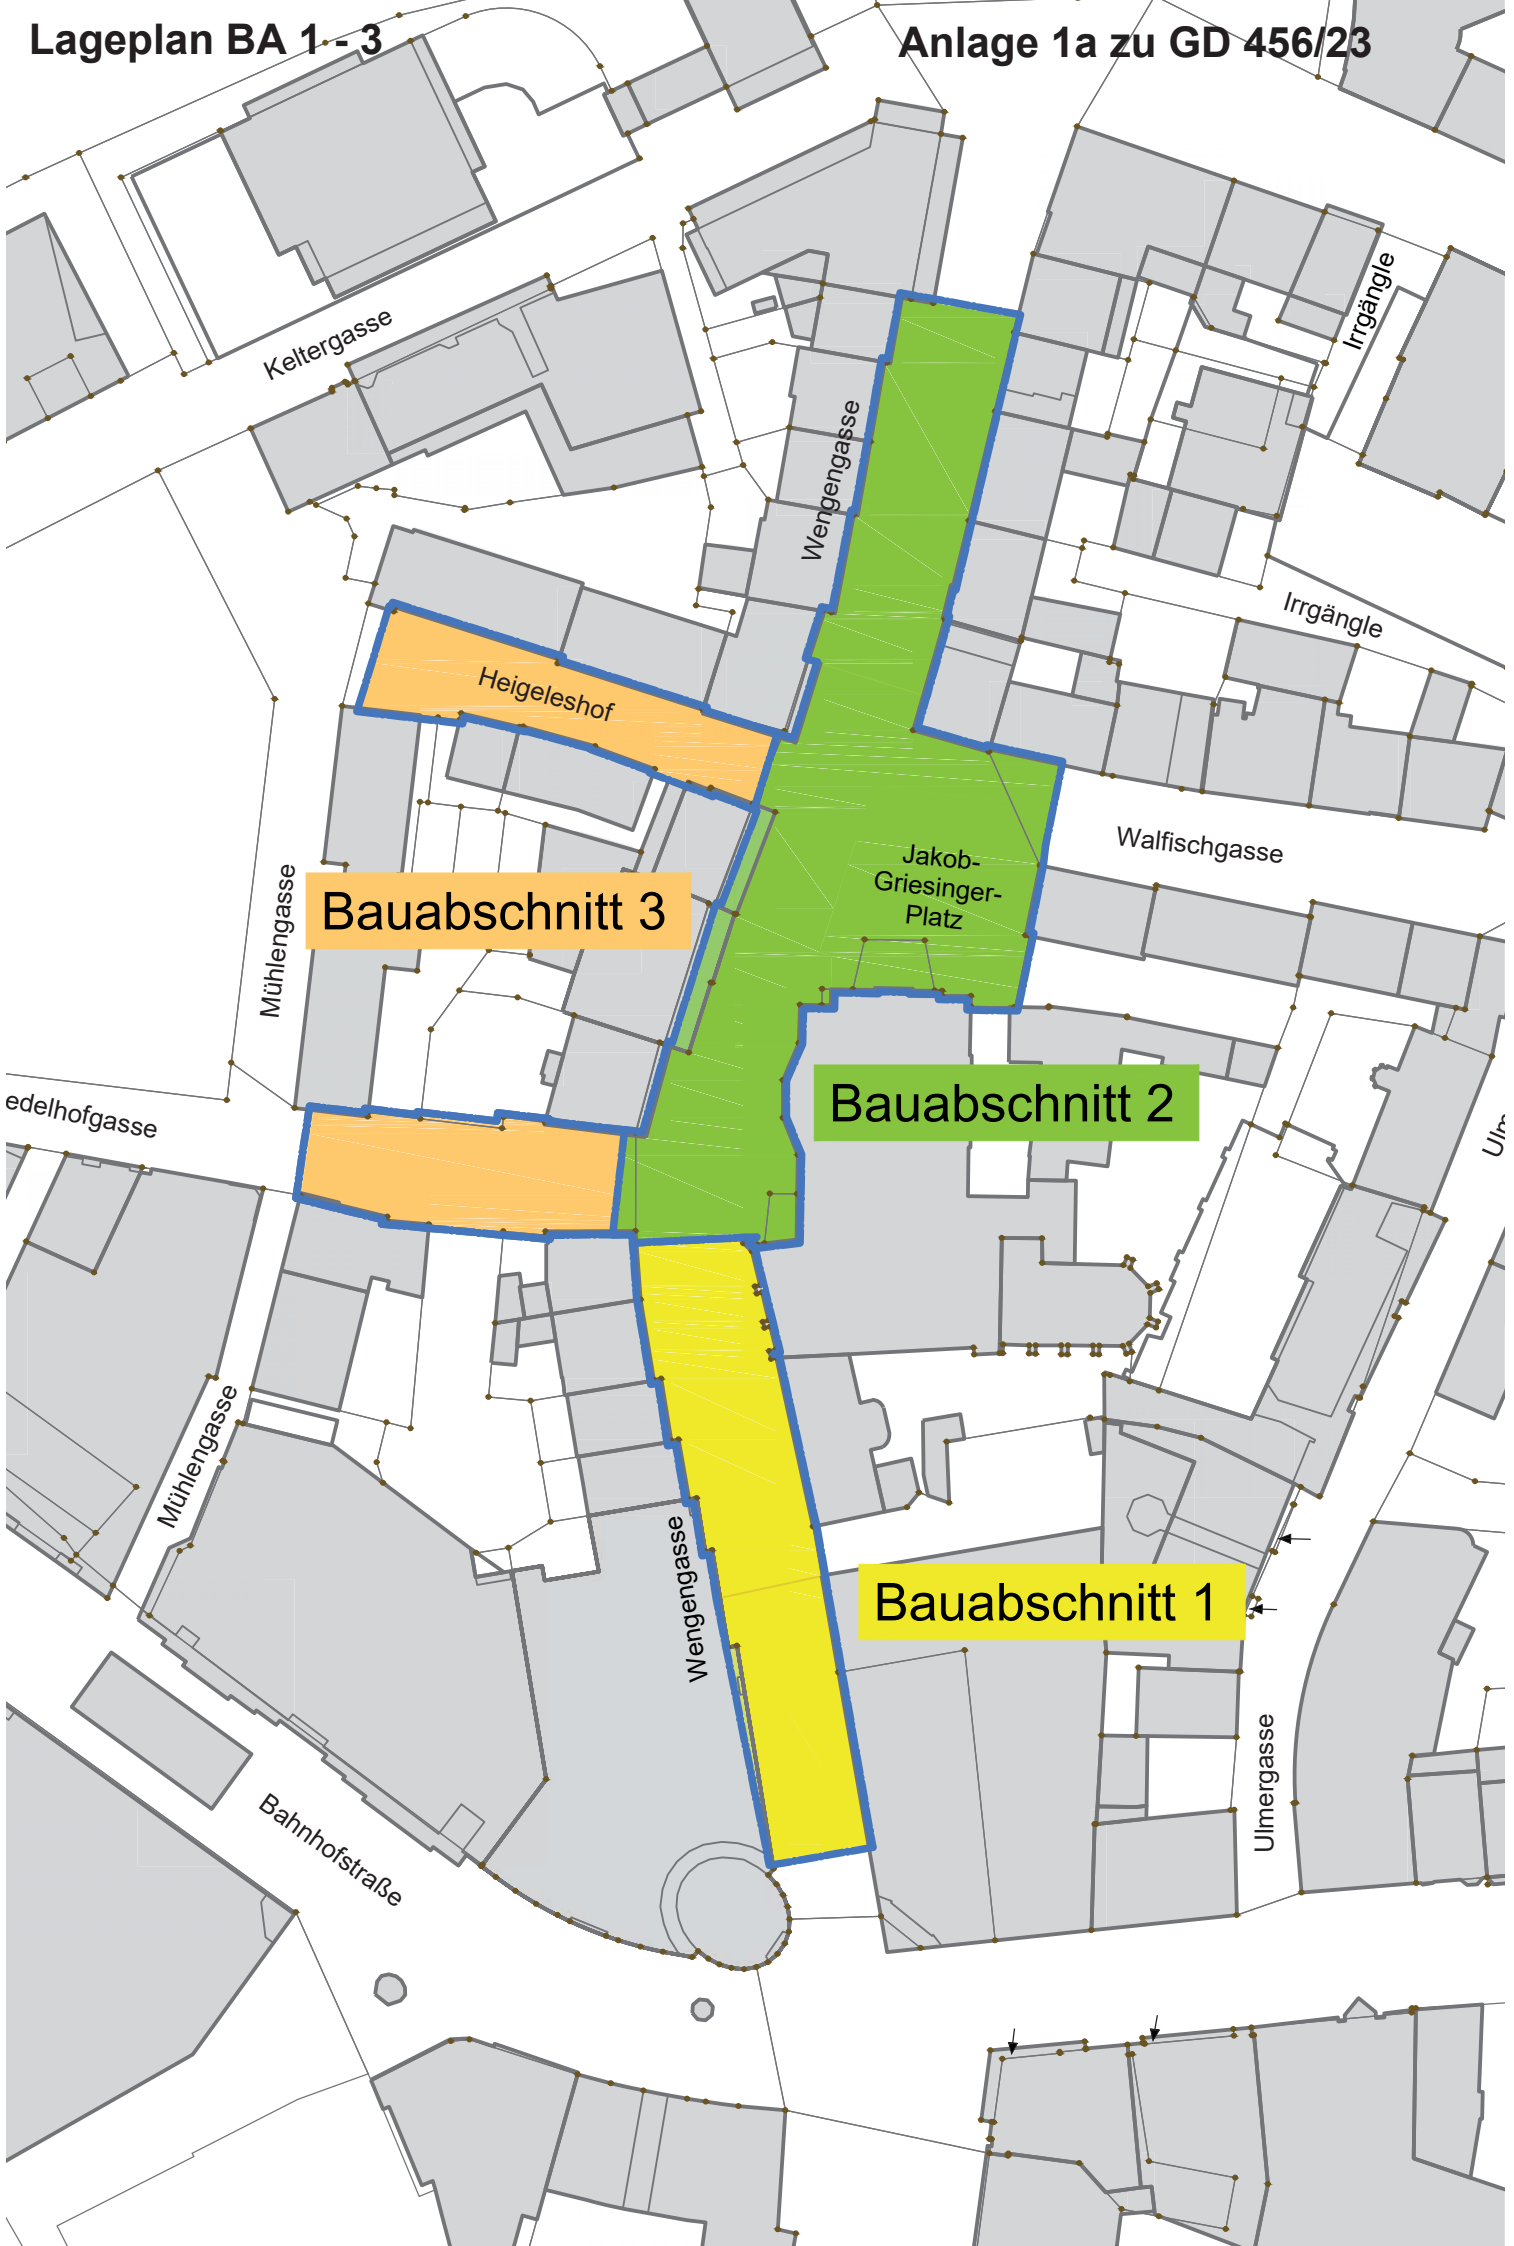 Lageplan BA 1 - 3
Anlage 1a zu GD 456/23
Irrgängle
Keltergasse
Wengengasse
Irrgängle
Heigeleshof
Walfischgasse
Jakob-
Griesinger-
Platz
Bauabschnitt 3
Mühlengasse
Bauabschnitt 2
edelhofgasse
Ulm
Mühlengasse
Wengengasse
Bauabschnitt 1
Ulmergasse
Bahnhofstraße